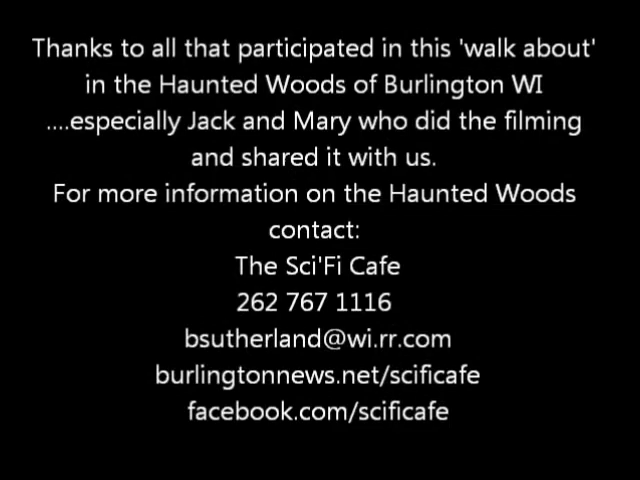 Thanks to all that participated in this 'walk about'
in the Haunted Woods of Burlington WI
....especially Jack and Mary who did the filming
and shared it with us.
For more information on the Haunted Woods
contact:
The Sci'Fi Cafe
262 767 1116
bsutherland@wi.rr.com
burlingtonnews.net/scificafe
facebook.com/scificafe